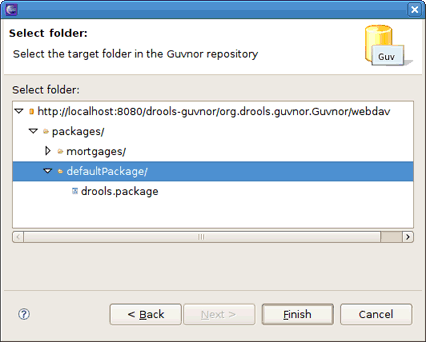 Select folder:
Select the target folder in the Guvnor repository
Guv
Select folder:
http://localhost:8080/drools-guvnor/org.drools.guvnor.Guvnor/webdav
packages/
mortgages/
defaultPackage/
drools.package
< Back
Next >
Finish
Cancel